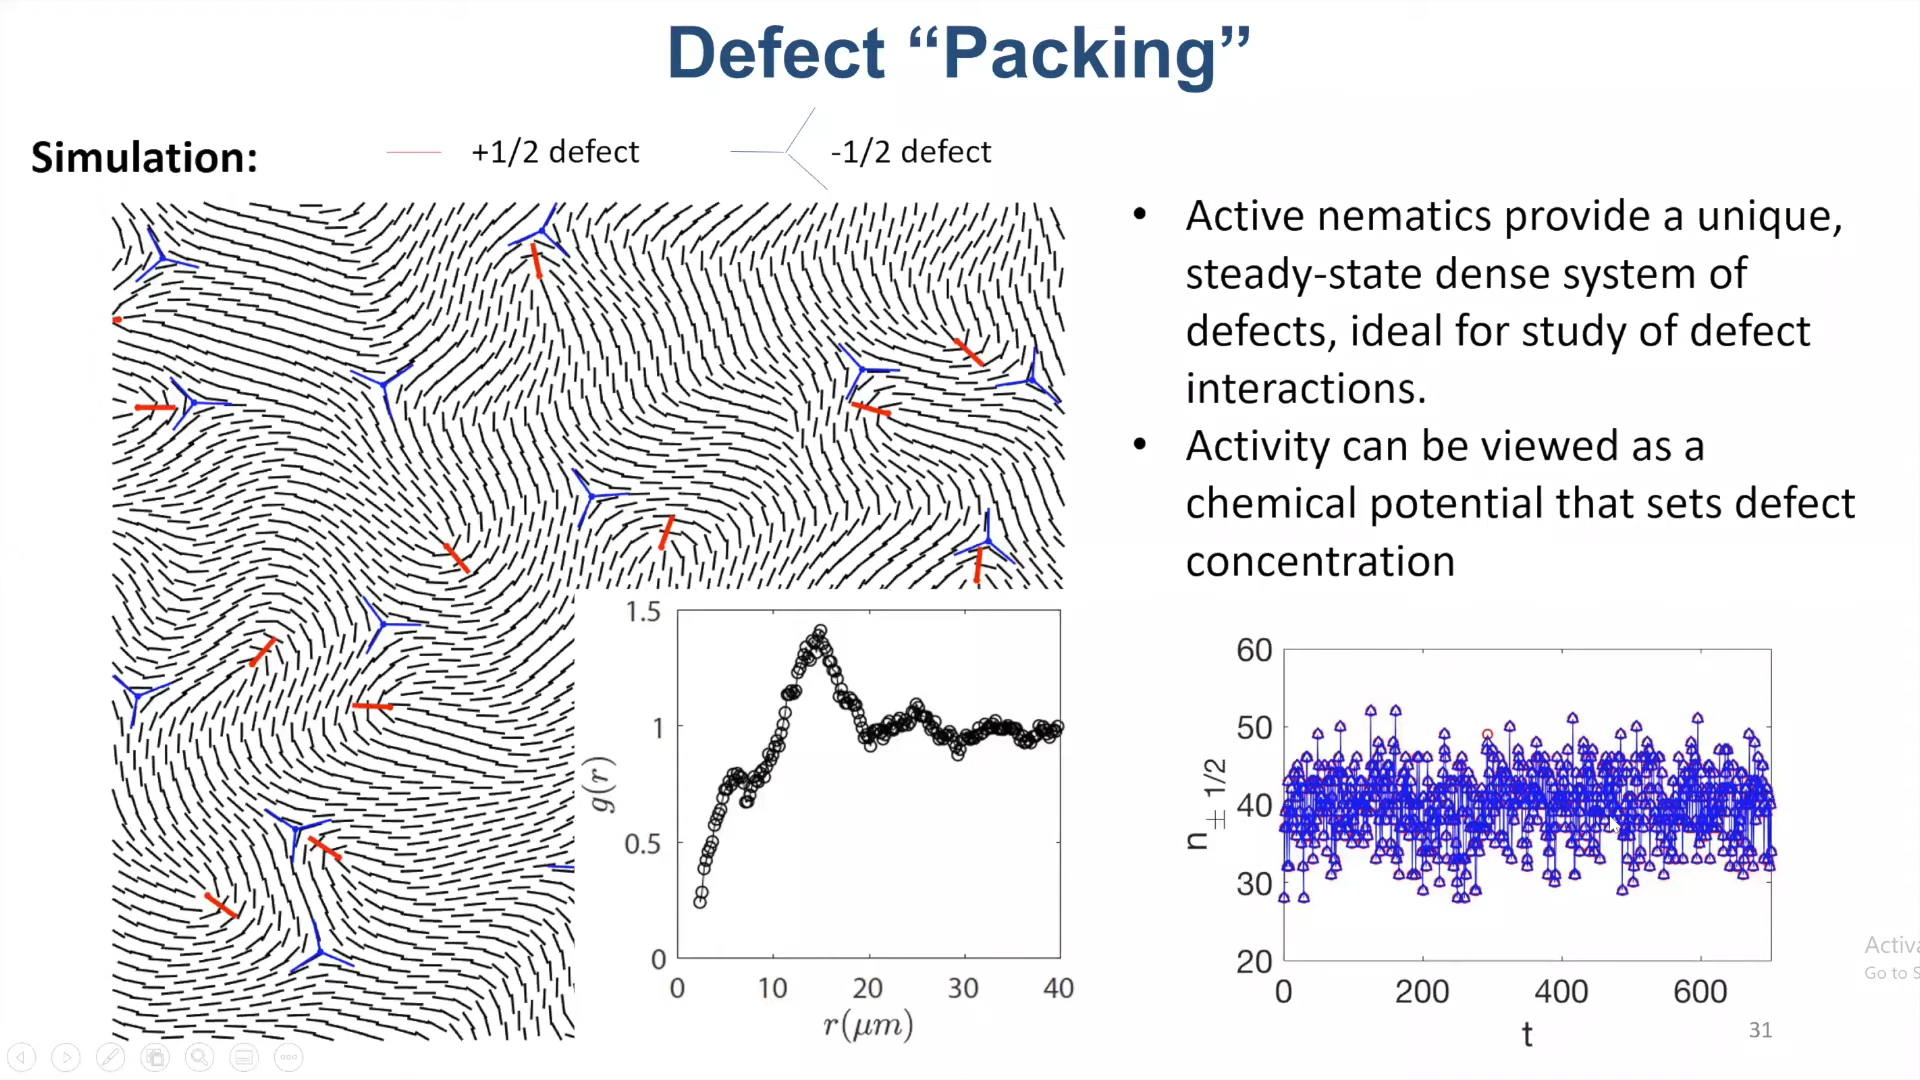 Defect “Packing”
Simulation:
+1/2 defect
-1/2 defect
• Active nematics provide a unique,
steady-state dense system of
defects, ideal for study of defect
interactions.
• Activity can be viewed as a
chemical potential that sets defect
concentration
1.5
1
0.5
0
g(r)
0 10 20 30 40
r(μm)
60
50
40
30
20
n ± 1/2
0 200 400 600
t
31
Go to